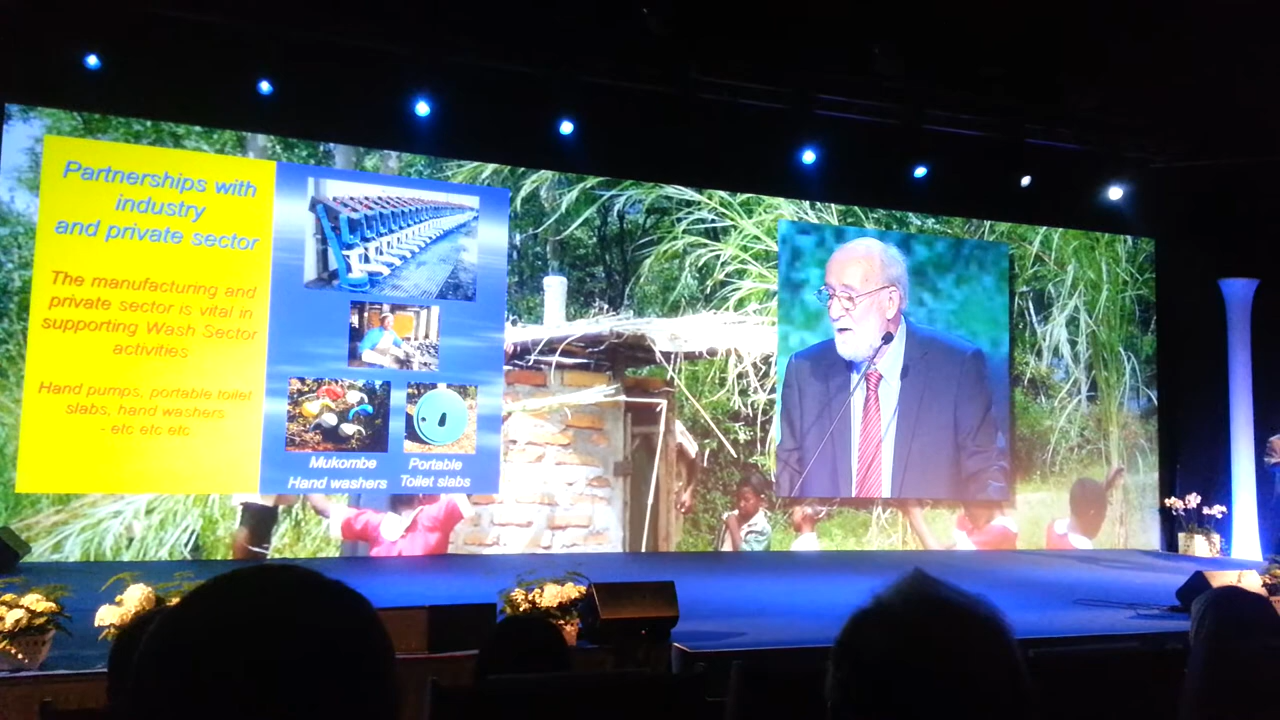 Partnerships with
industry
and private sector
The manufacturing and
private sector is vital in
supporting Wash Sector
activities
Hand pumps, portable toilet
slabs, hand washers
- etc etc etc
Mukombe
Hand washers
Portable
Toilet slabs